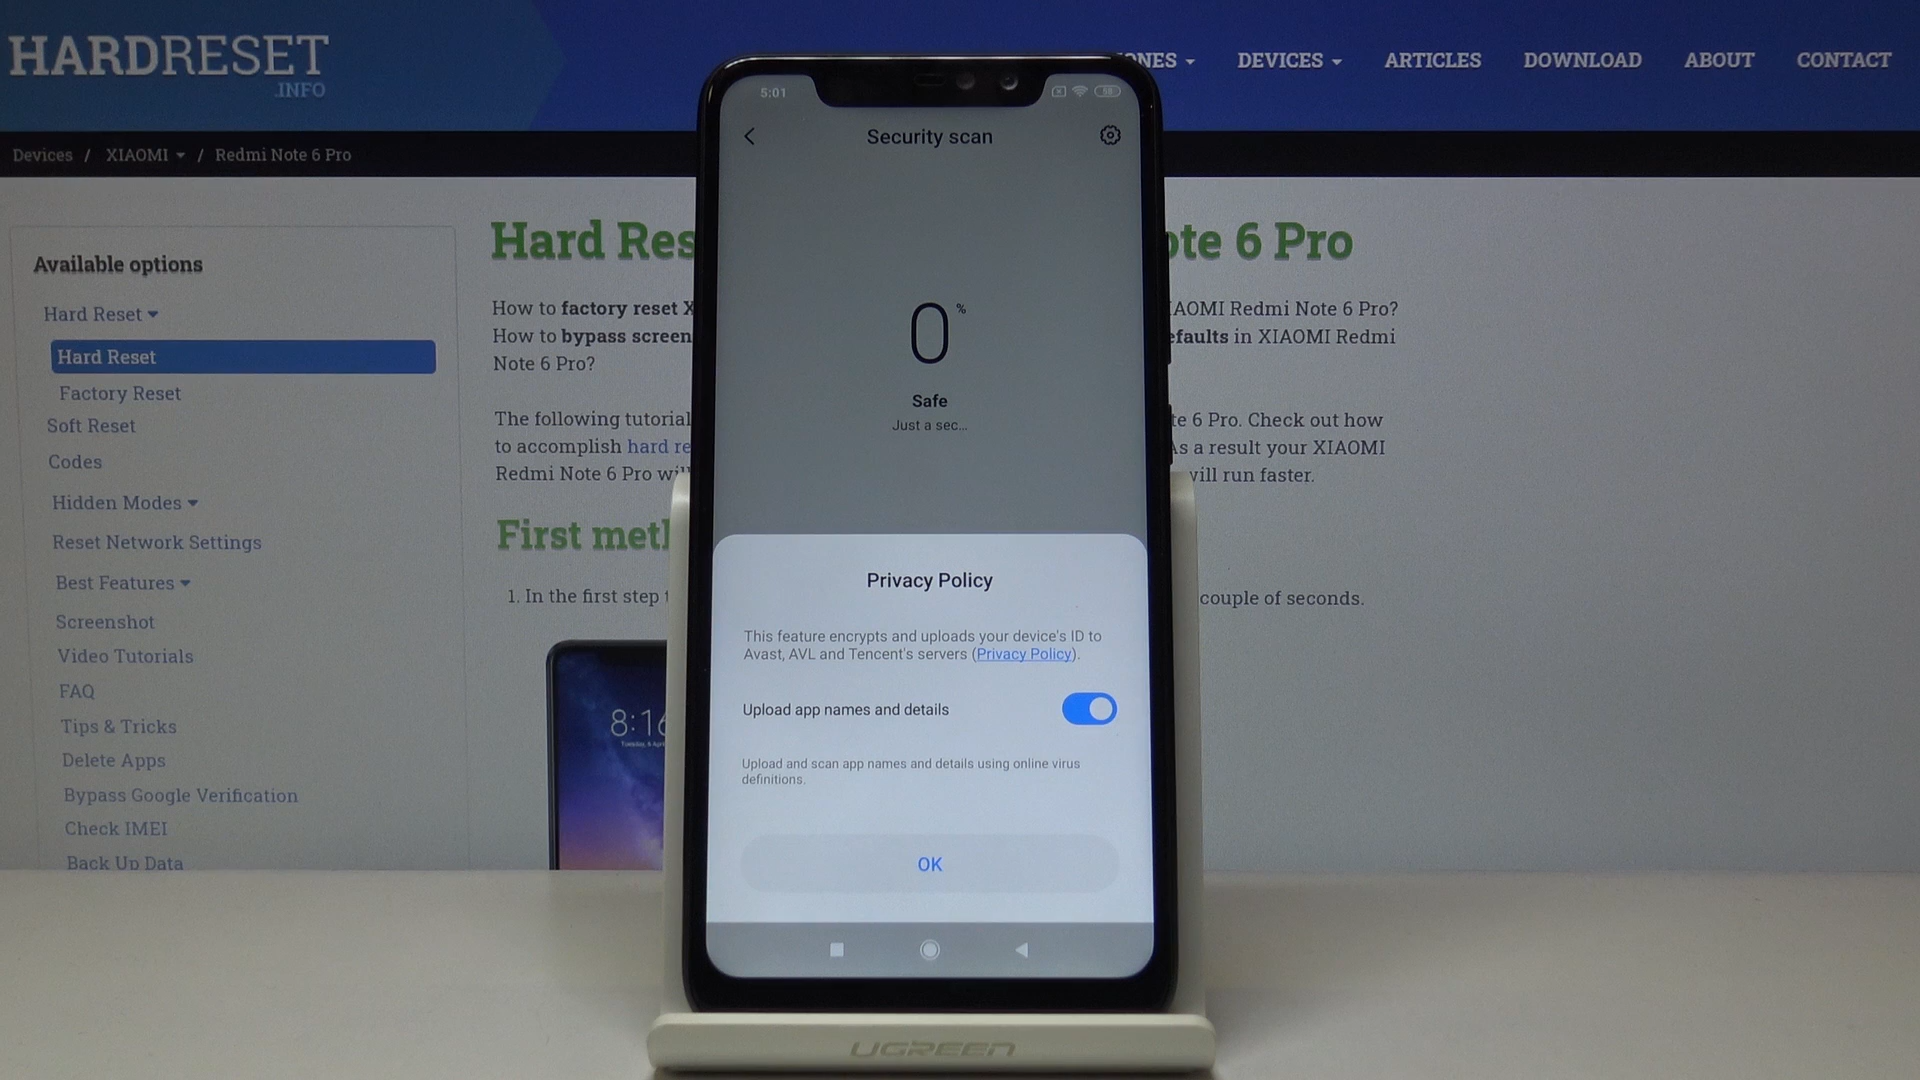 HARDRESET
.INFO
ONES DEVICES ARTICLES DOWNLOAD ABOUT CONTACT
Devices / XIAOMI / Redmi Note 6 Pro
Available options
Hard Reset
Hard Reset
Factory Reset
Soft Reset
Codes
Hidden Modes
Reset Network Settings
Best Features
Screenshot
Video Tutorials
FAQ
Tips & Tricks
Delete Apps
Bypass Google Verification
Check IMEI
Back Up Data
Hard Res ote 6 Pro
How to factory reset X IAOMI Redmi Note 6 Pro?
How to bypass screen efaults in XIAOMI Redmi
Note 6 Pro?
The following tutorial te 6 Pro. Check out how
to accomplish hard re As a result your XIAOMI
Redmi Note 6 Pro wil will run faster.
First meth
1. In the first step t couple of seconds.
8:16
5:01
58
Security scan
0 %
Safe
Just a sec...
Privacy Policy
This feature encrypts and uploads your device's ID to
Avast, AVL and Tencent's servers (Privacy Policy).
Upload app names and details
Upload and scan app names and details using online virus
definitions.
OK
UGREEN